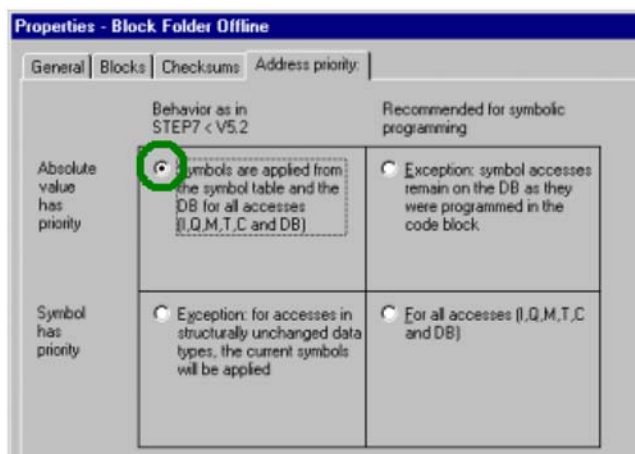 Properties - Block Folder Offline
General
Blocks
Checksums
Address priority:
Behavior as in
STEP7 < V5.2
Recommended for symbolic
programming
Absolute
value
has
priority
Symbols are applied from
the symbol table and the
DB for all accesses
(I,Q,M,T,C and DB)
Exception: symbol accesses
remain on the DB as they
were programmed in the
code block
Symbol
has
priority
Exception: for accesses in
structurally unchanged data
types, the current symbols
will be applied
For all accesses (I,Q,M,T,C
and DB)